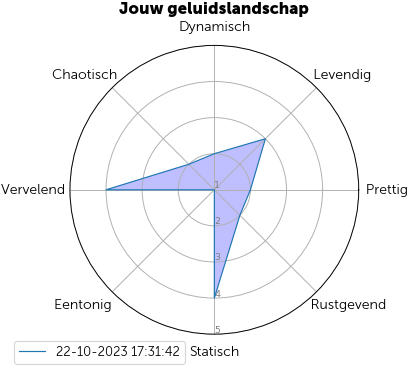 Jouw geluidslandschap
Dynamisch
Chaotisch
Levendig
Vervelend
1
Prettig
2
3
4
Eentonig
Rustgevend
5
22-10-2023 17:31:42
Statisch